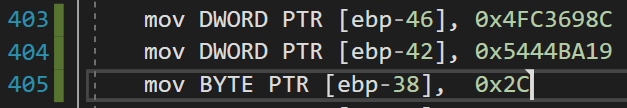 403 mov DWORD PTR [ebp-46], 0x4FC3698C
404 mov DWORD PTR [ebp-42], 0x5444BA19
405 mov BYTE PTR [ebp-38], 0x2C